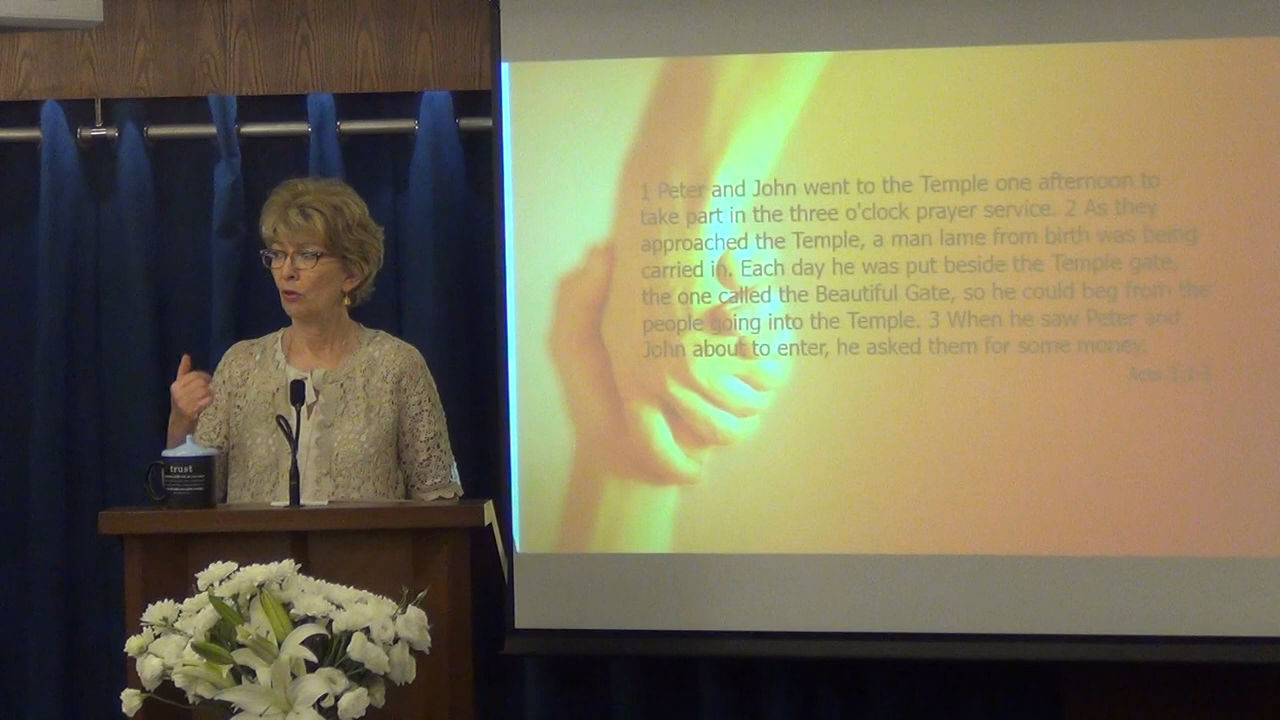 1 Peter and John went to the Temple one afternoon to
take part in the three o'clock prayer service. 2 As they
approached the Temple, a man lame from birth was being
carried in. Each day he was put beside the Temple gate,
the one called the Beautiful Gate, so he could beg from the
people going into the Temple. 3 When he saw Peter and
John about to enter, he asked them for some money.
Acts 3:1-3
trust